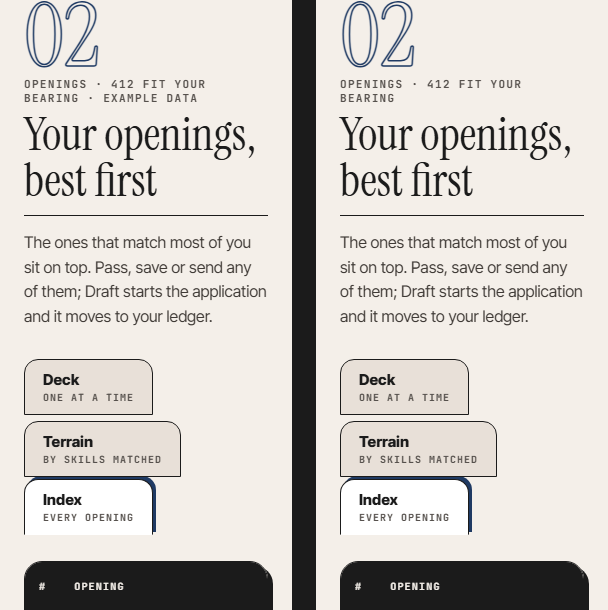 02
OPENINGS · 412 FIT YOUR
BEARING · EXAMPLE DATA
Your openings,
best first
The ones that match most of you
sit on top. Pass, save or send any
of them; Draft starts the application
and it moves to your ledger.
Deck
ONE AT A TIME
Terrain
BY SKILLS MATCHED
Index
EVERY OPENING
# OPENING
02
OPENINGS · 412 FIT YOUR
BEARING
Your openings,
best first
The ones that match most of you
sit on top. Pass, save or send any
of them; Draft starts the application
and it moves to your ledger.
Deck
ONE AT A TIME
Terrain
BY SKILLS MATCHED
Index
EVERY OPENING
# OPENING